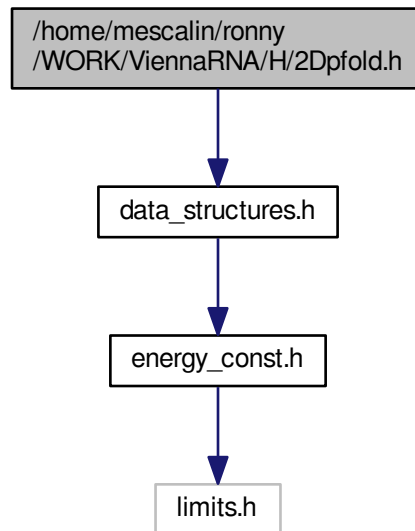 /home/mescalin/ronny
/WORK/ViennaRNA/H/2Dpfold.h
data_structures.h
energy_const.h
limits.h